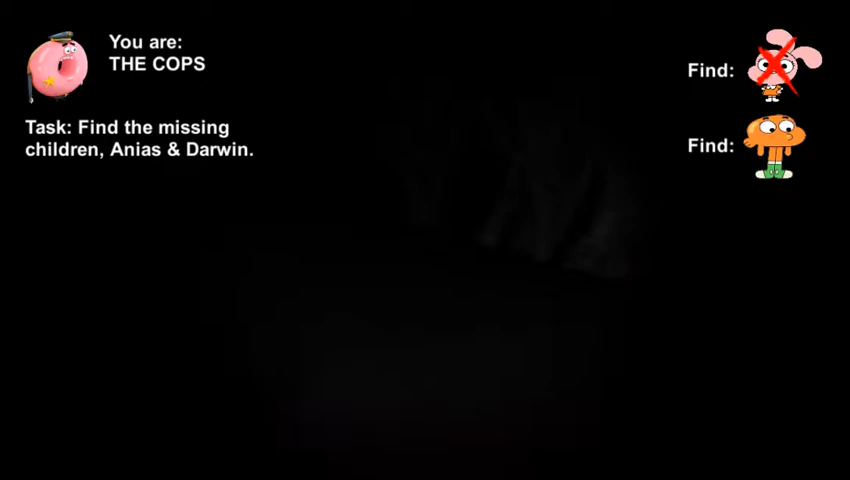 You are:
THE COPS
Task: Find the missing
children, Anias & Darwin.
Find:
Find: